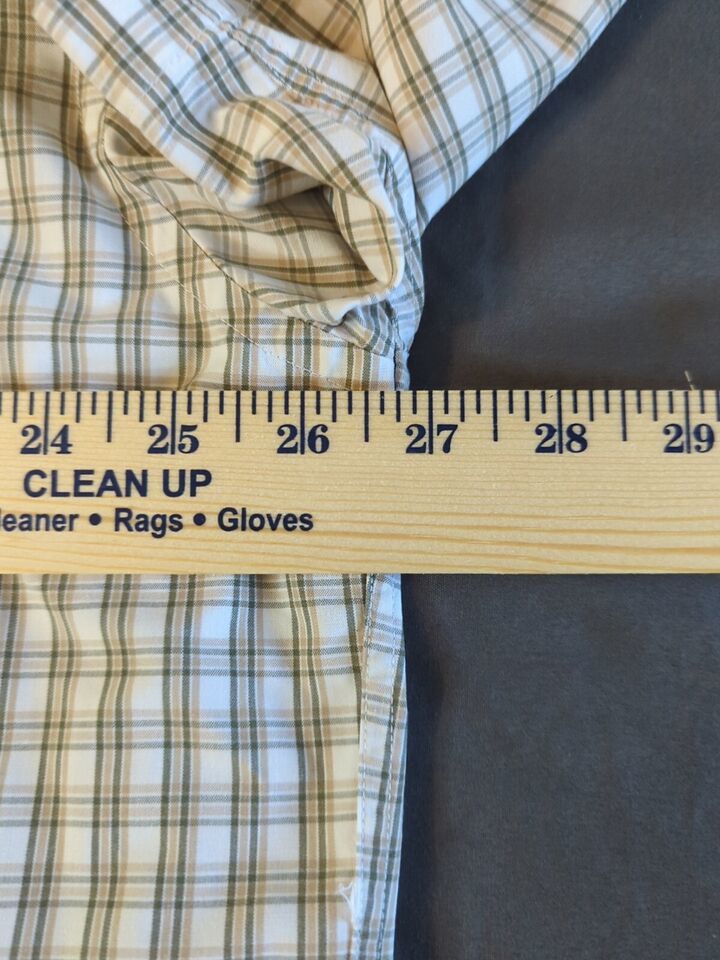 24 25 26 27 28 29
CLEAN UP
leaner • Rags • Gloves